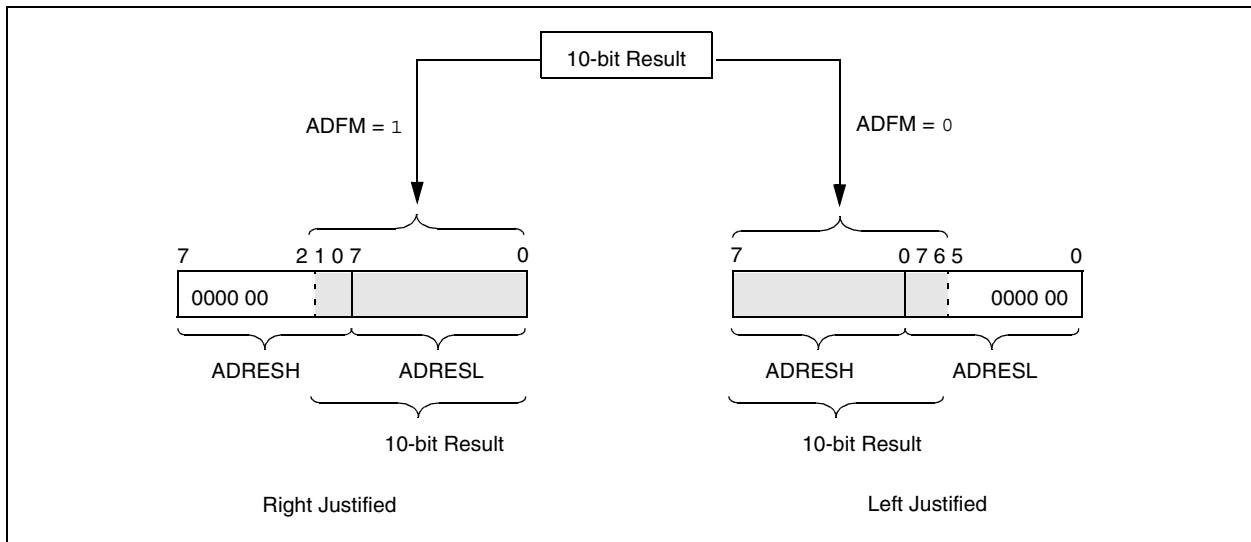 10-bit Result
ADFM = 1
ADFM = 0
7 2 1 0 7 0
7 0 7 6 5 0
0000 00
0000 00
ADRESH ADRESL
ADRESH ADRESL
10-bit Result
10-bit Result
Right Justified
Left Justified